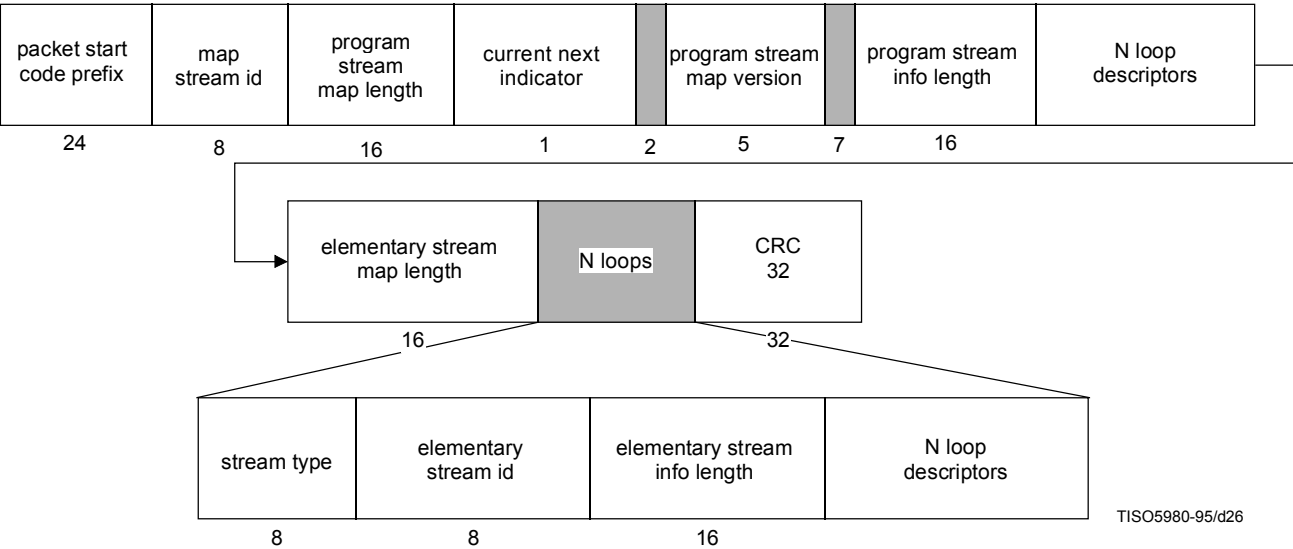 packet start
code prefix
map
stream id
program
stream
map length
current next
indicator
program stream
map version
program stream
info length
N loop
descriptors
24
8
16
1
2
5
7
16
elementary stream
map length
N loops
CRC
32
16
32
stream type
elementary
stream id
elementary stream
info length
N loop
descriptors
8
8
16
TISO5980-95/d26